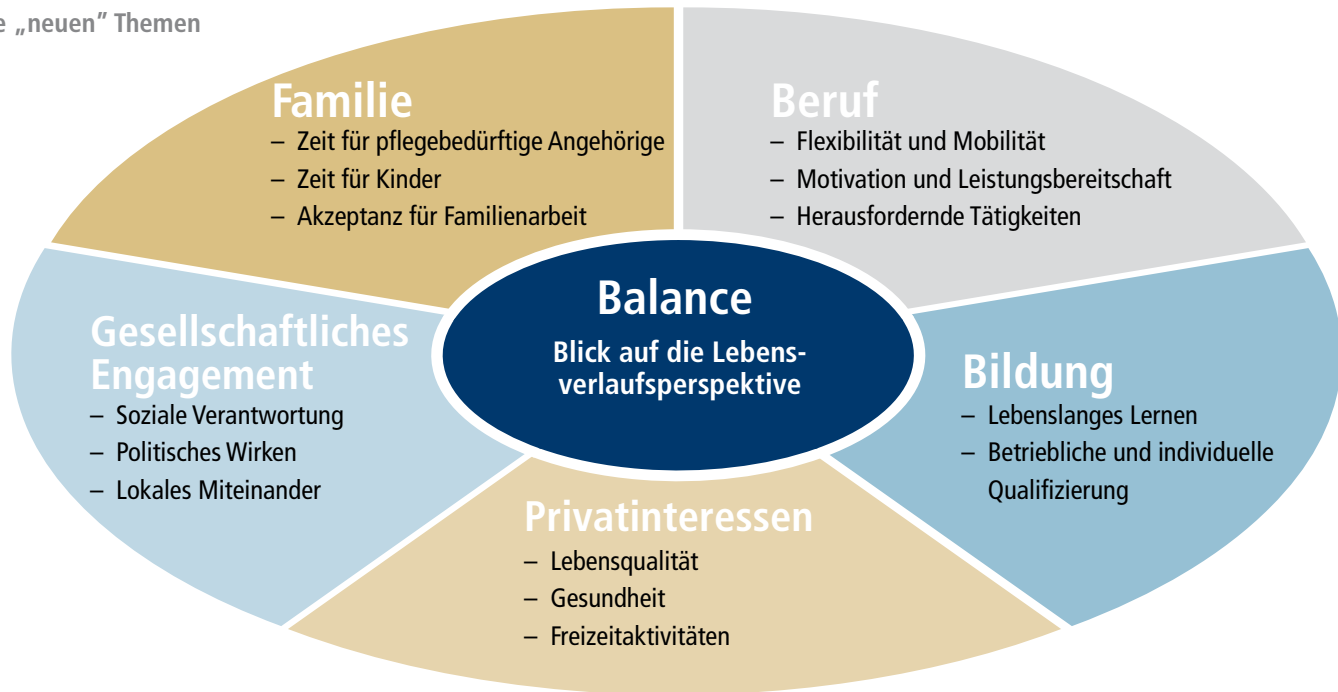 e „neuen” Themen
Familie
– Zeit für pflegebedürftige Angehörige
– Zeit für Kinder
– Akzeptanz für Familienarbeit
Beruf
– Flexibilität und Mobilität
– Motivation und Leistungsbereitschaft
– Herausfordernde Tätigkeiten
Balance
Blick auf die Lebens-
verlaufsperspektive
Gesellschaftliches
Engagement
– Soziale Verantwortung
– Politisches Wirken
– Lokales Miteinander
Bildung
– Lebenslanges Lernen
– Betriebliche und individuelle
Qualifizierung
Privatinteressen
– Lebensqualität
– Gesundheit
– Freizeitaktivitäten